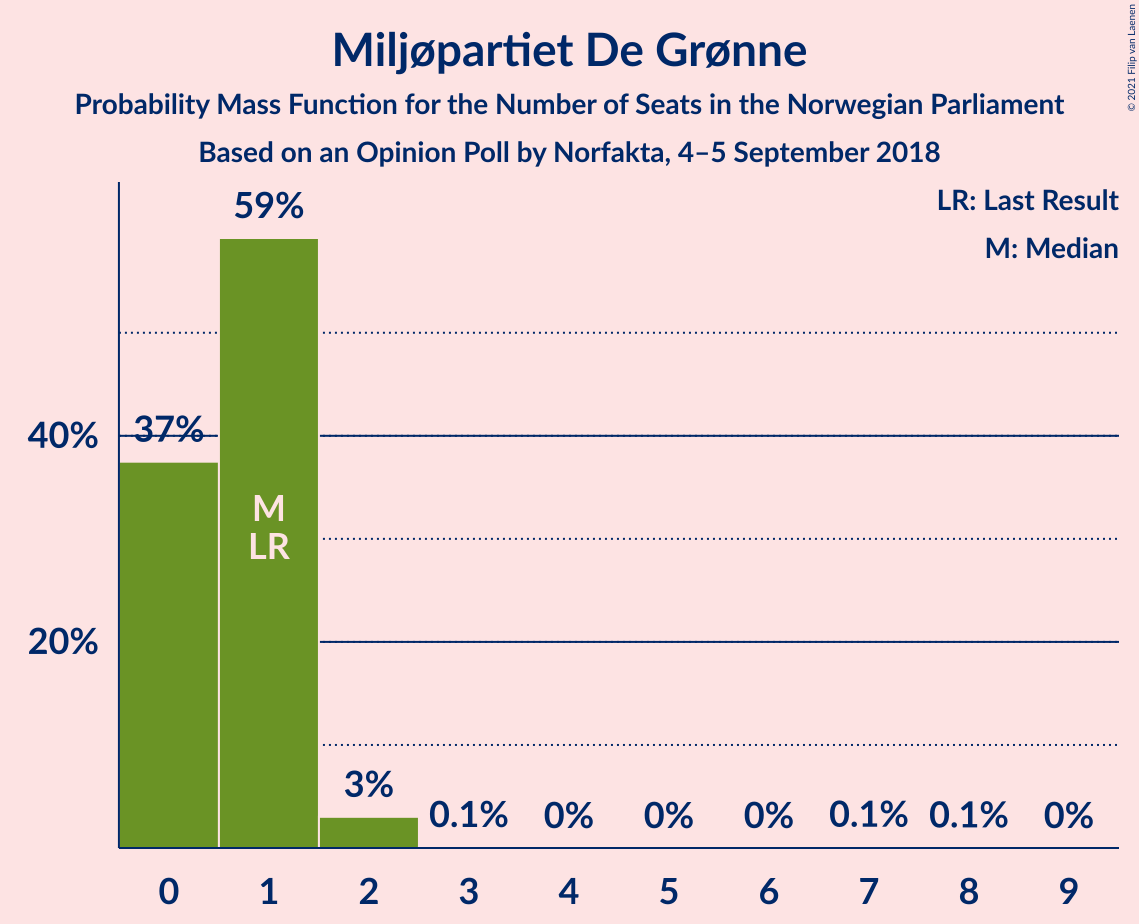 Miljøpartiet De Grønne
Probability Mass Function for the Number of Seats in the Norwegian Parliament
Based on an Opinion Poll by Norfakta, 4–5 September 2018
© 2021 Filip van Laenen
LR: Last Result
M: Median
59%
37%
40%
M
LR
20%
3%
0.1%
0%
0%
0%
0.1%
0.1%
0%
0
1
2
3
4
5
6
7
8
9